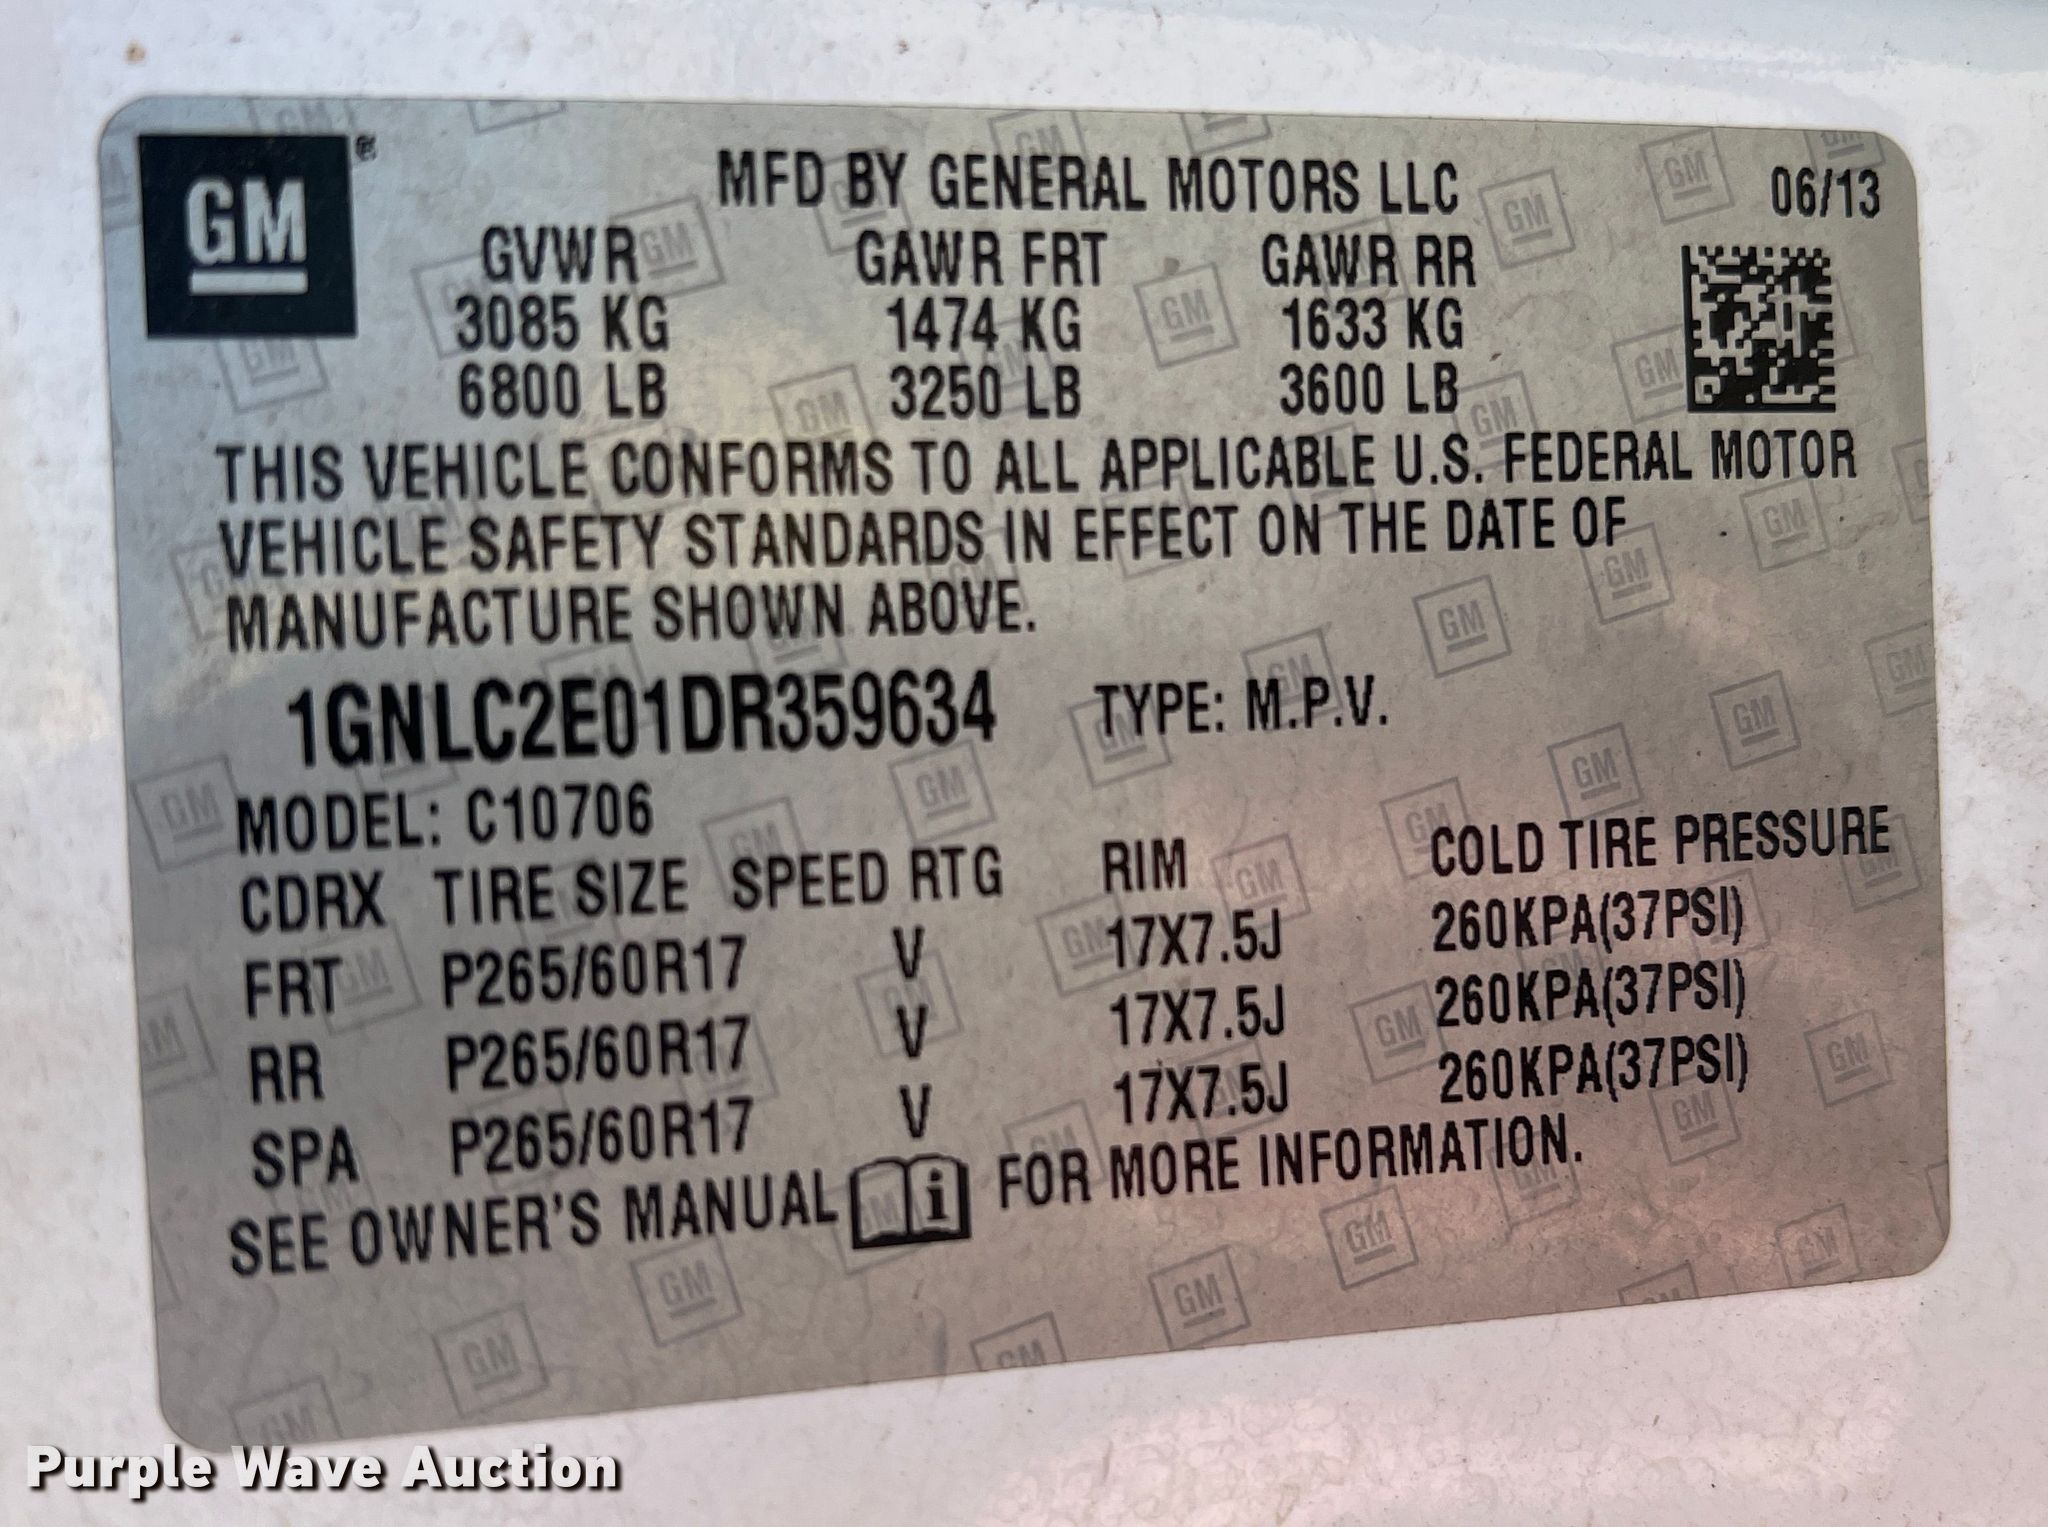 GM ®
MFD BY GENERAL MOTORS LLC 06/13
GVWR GAWR FRT GAWR RR
3085 KG 1474 KG 1633 KG
6800 LB 3250 LB 3600 LB
THIS VEHICLE CONFORMS TO ALL APPLICABLE U.S. FEDERAL MOTOR
VEHICLE SAFETY STANDARDS IN EFFECT ON THE DATE OF
MANUFACTURE SHOWN ABOVE.
1GNLC2E01DR359634 TYPE: M.P.V.
MODEL: C10706
CDRX TIRE SIZE SPEED RTG RIM COLD TIRE PRESSURE
FRT P265/60R17 V 17X7.5J 260KPA(37PSI)
RR P265/60R17 V 17X7.5J 260KPA(37PSI)
SPA P265/60R17 V 17X7.5J 260KPA(37PSI)
SEE OWNER'S MANUAL i FOR MORE INFORMATION.
Purple Wave Auction